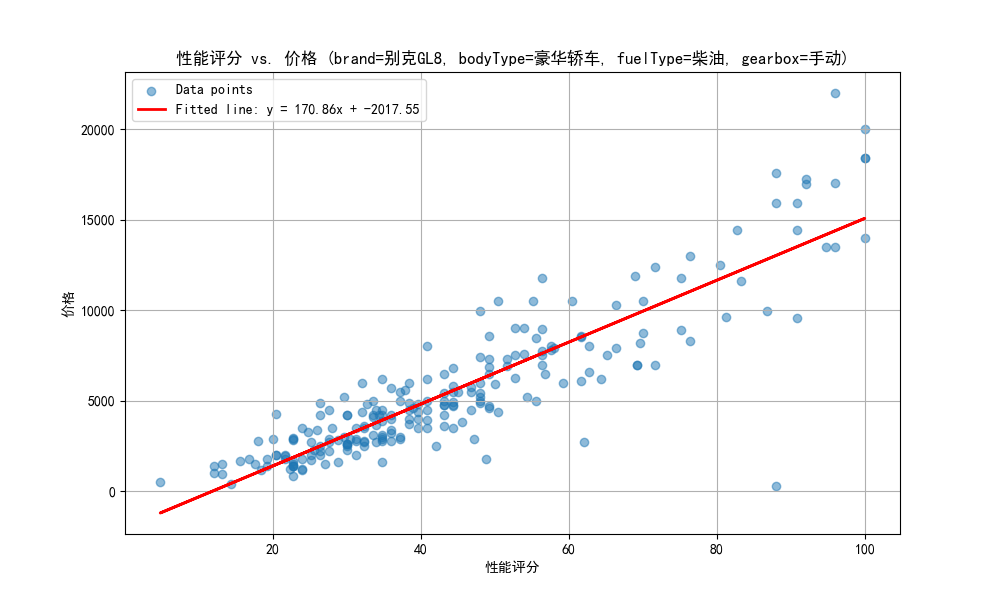 性能评分 vs. 价格 (brand=别克GL8, bodyType=豪华轿车, fuelType=柴油, gearbox=手动)
Data points
Fitted line: y = 170.86x + -2017.55
20000
15000
10000
5000
0
价格
20 40 60 80 100
性能评分